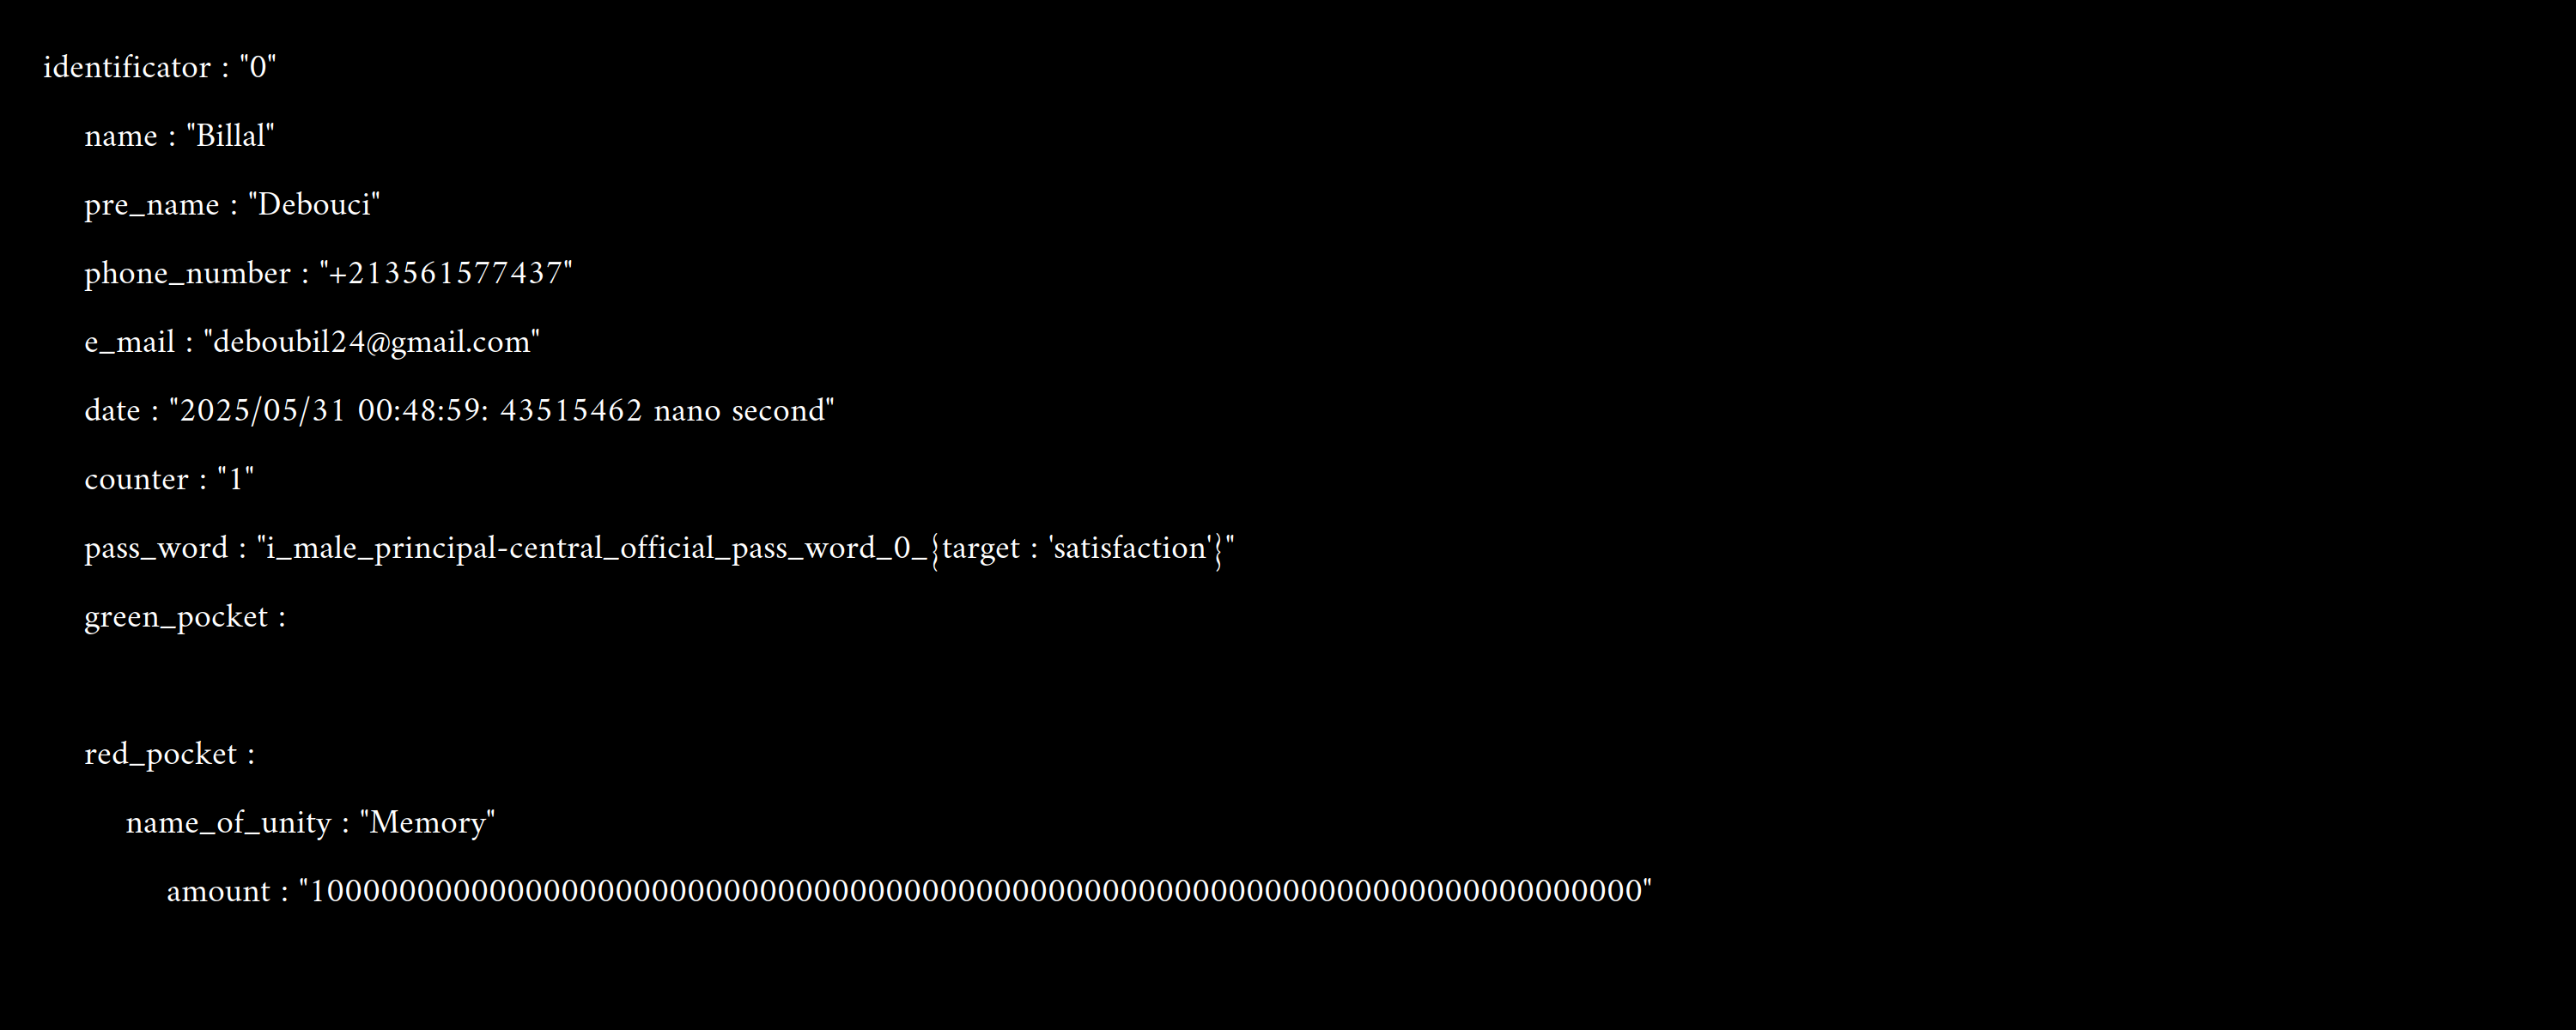 identificator : "0"
name : "Billal"
pre_name : "Debouci"
phone_number : "+213561577437"
e_mail : "deboubil24@gmail.com"
date : "2025/05/31 00:48:59: 43515462 nano second"
counter : "1"
pass_word : "i_male_principal-central_official_pass_word_0_{target : 'satisfaction'}"
green_pocket :
red_pocket :
name_of_unity : "Memory"
amount : "10000000000000000000000000000000000000000000000000000000000000000000000000"